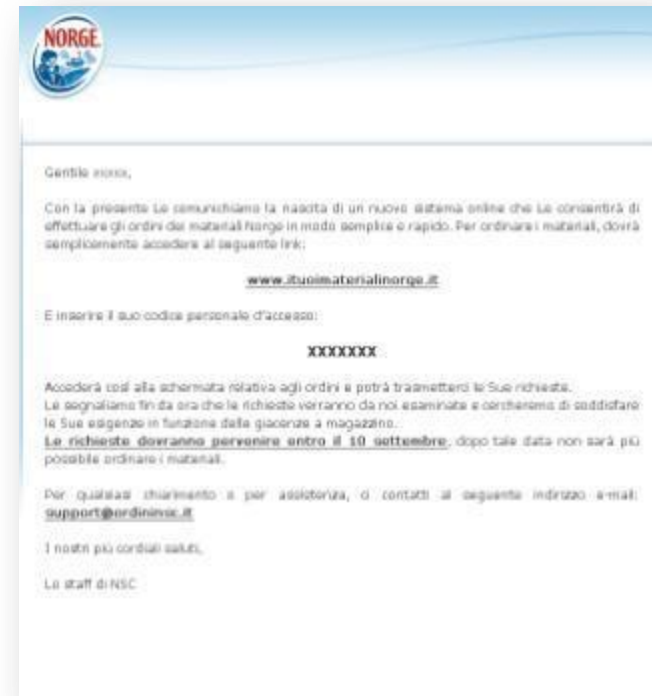 NORGE
Gentile xxxxx,
Con la presente Le comunichiamo la nascita di un nuovo sistema online che Le consentirà di
effettuare gli ordini dei materiali Norge in modo semplice e rapido. Per ordinare i materiali, dovrà
semplicemente accedere al seguente link:
www.ituoimaterialinorge.it
E inserire il suo codice personale d'accesso:
XXXXXXX
Accederà così alla schermata relativa agli ordini e potrà trasmetterci le Sue richieste.
Le segnaliamo fin da ora che le richieste verranno da noi esaminate e cercheremo di soddisfare
le Sue esigenze in funzione delle giacenze a magazzino.
Le richieste dovranno pervenire entro il 10 settembre, dopo tale data non sarà più
possibile ordinare i materiali.
Per qualsiasi chiarimento o per assistenza, ci contatti al seguente indirizzo e-mail:
support@ordininsc.it
I nostri più cordiali saluti,
Lo staff di NSC